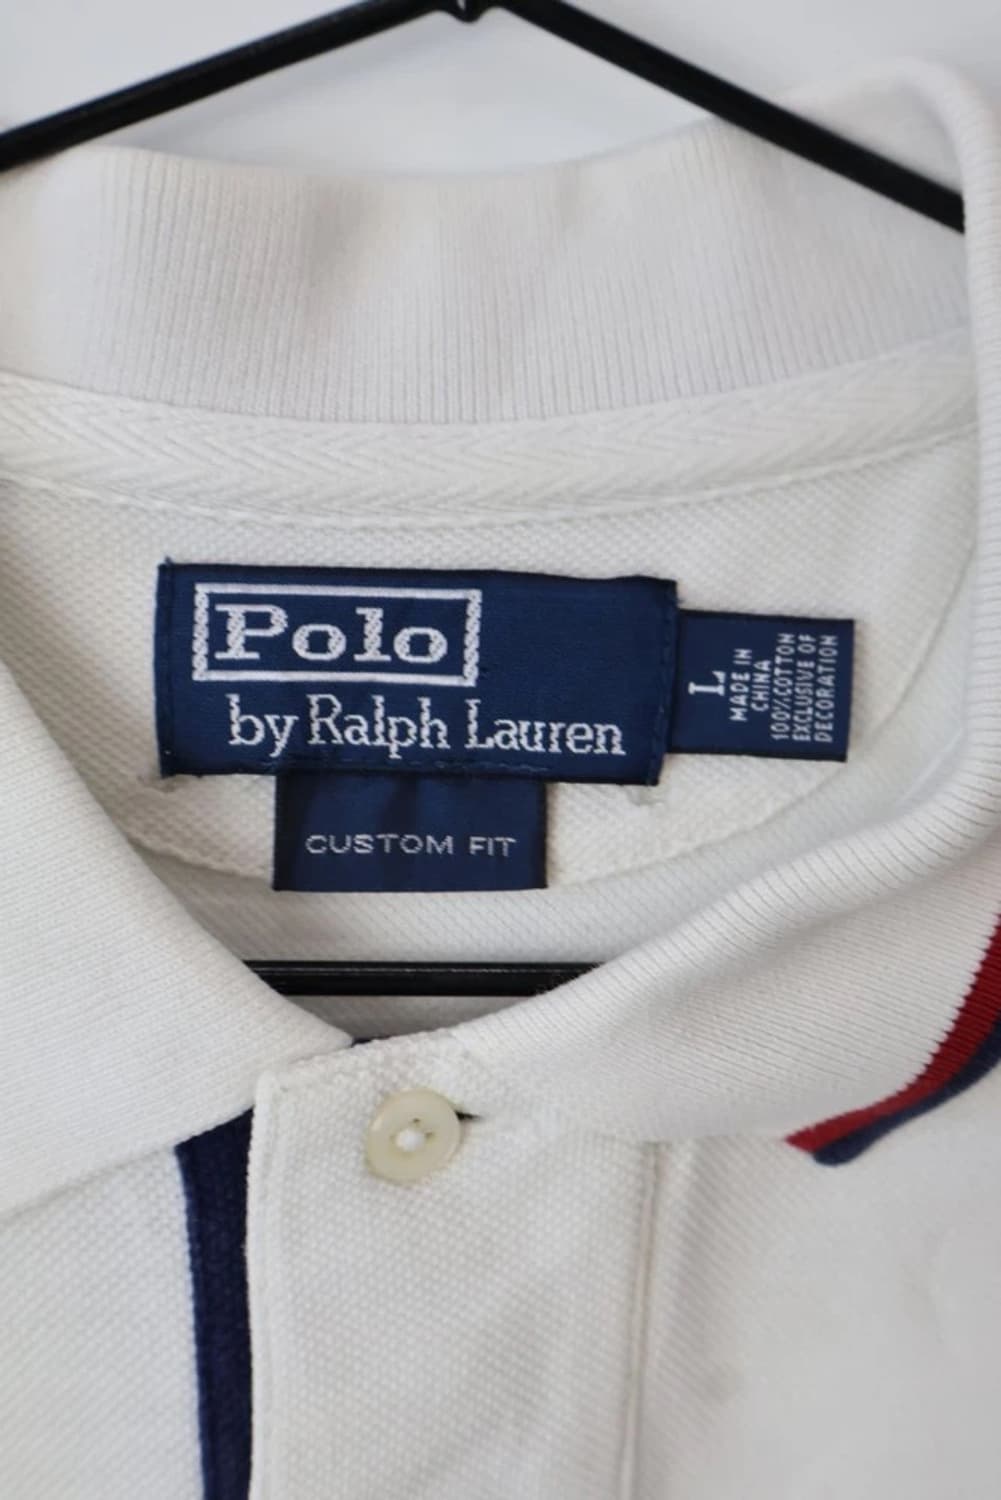 Polo
by Ralph Lauren
CUSTOM FIT
L
MADE IN
CHINA
100% COTTON
EXCLUSIVE OF
DECORATION